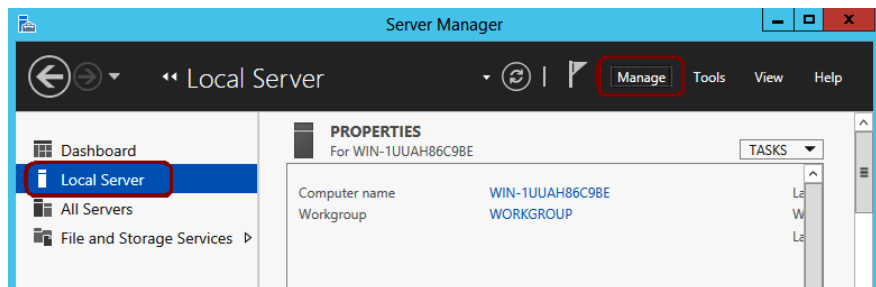 Server Manager
Local Server
Manage Tools View Help
Dashboard
Local Server
All Servers
File and Storage Services
PROPERTIES
For WIN-1UUAH86C9BE
TASKS
Computer name WIN-1UUAH86C9BE
Workgroup WORKGROUP